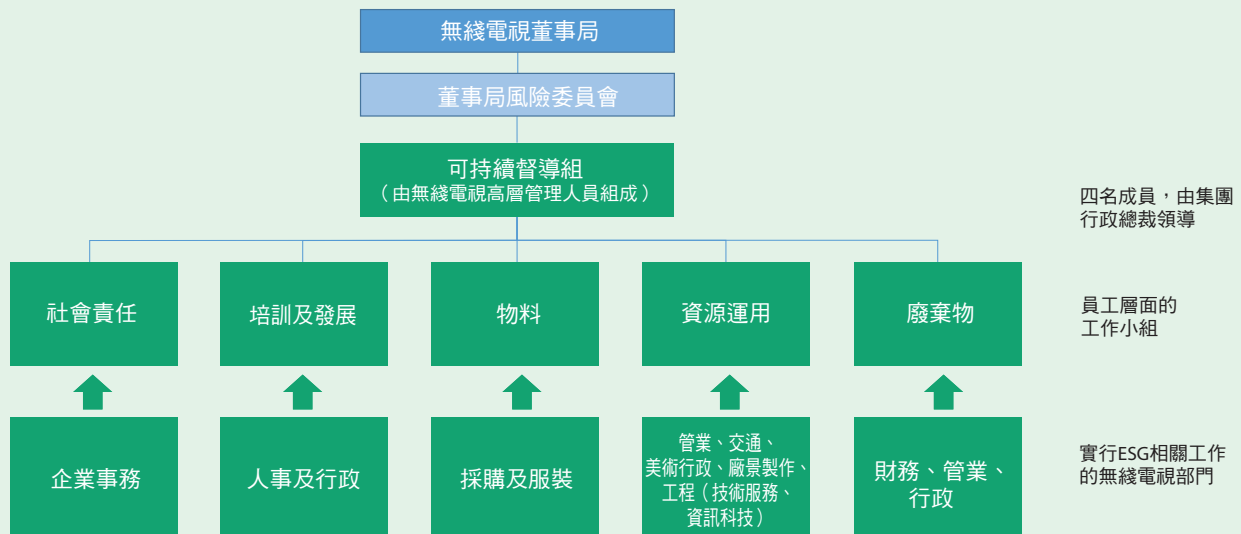 無綫電視董事局
董事局風險委員會
可持續督導組
（由無綫電視高層管理人員組成）
四名成員，由集團
行政總裁領導
社會責任
培訓及發展
物料
資源運用
廢棄物
員工層面的
工作小組
企業事務
人事及行政
採購及服裝
管業、交通、
美術行政、廠景製作、
工程（技術服務、
資訊科技）
財務、管業、
行政
實行ESG相關工作
的無綫電視部門